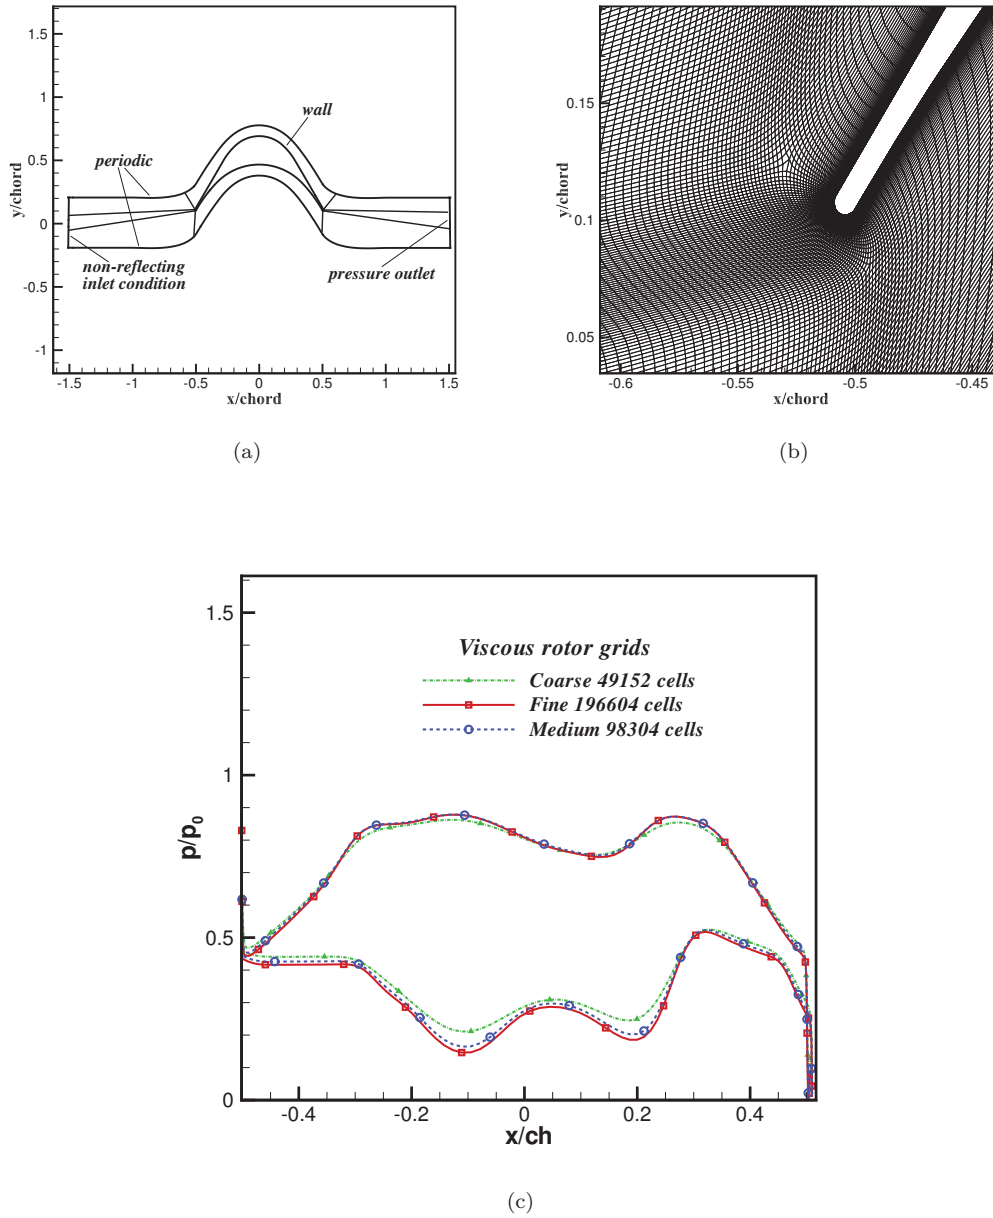 1.5
1
0.5
0
-0.5
-1
y/chord
wall
periodic
non-reflecting
inlet condition
pressure outlet
-1.5 -1 -0.5 0 0.5 1 1.5
x/chord
(a)
0.15
0.1
0.05
y/chord
-0.6 -0.55 -0.5 -0.45
x/chord
(b)
1.5
1
0.5
0
p/p0
Viscous rotor grids
Coarse 49152 cells
Fine 196604 cells
Medium 98304 cells
-0.4 -0.2 0 0.2 0.4
x/ch
(c)